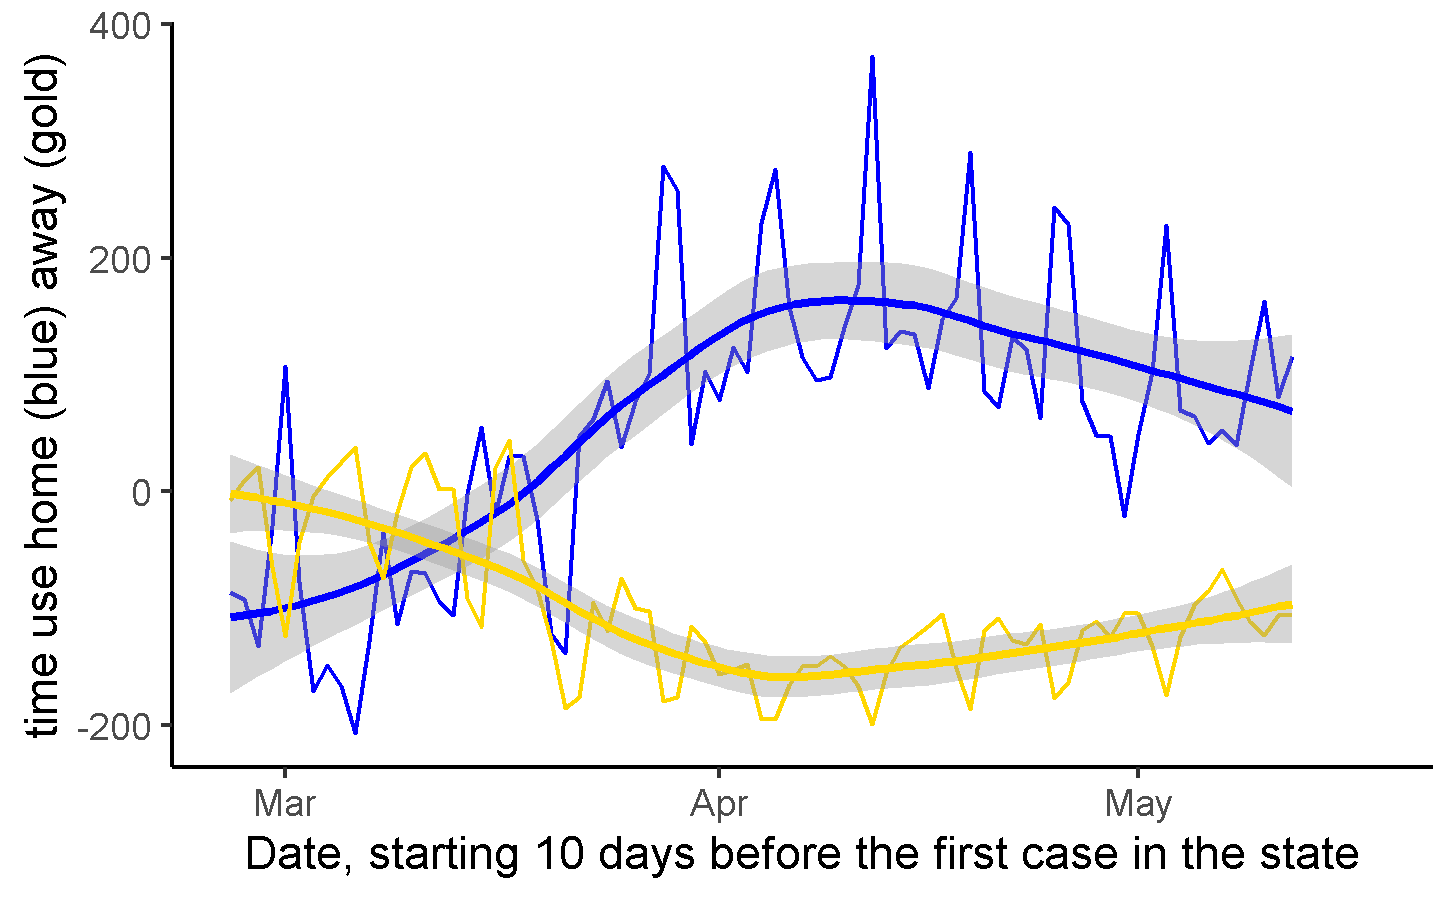 time use home (blue) away (gold)
400
200
0
-200
Mar
Apr
May
Date, starting 10 days before the first case in the state